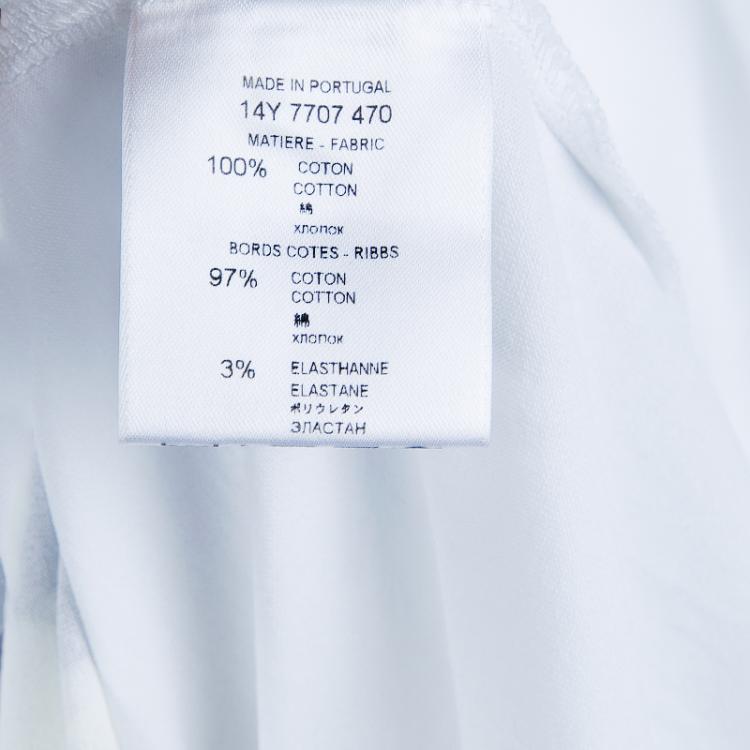 MADE IN PORTUGAL
14Y 7707 470
MATIERE - FABRIC
100% COTON
COTTON
綿
хлопок
BORDS COTES - RIBBS
97% COTON
COTTON
綿
хлопок
3% ELASTHANNE
ELASTANE
ポリウレタン
ЭЛАСТАН